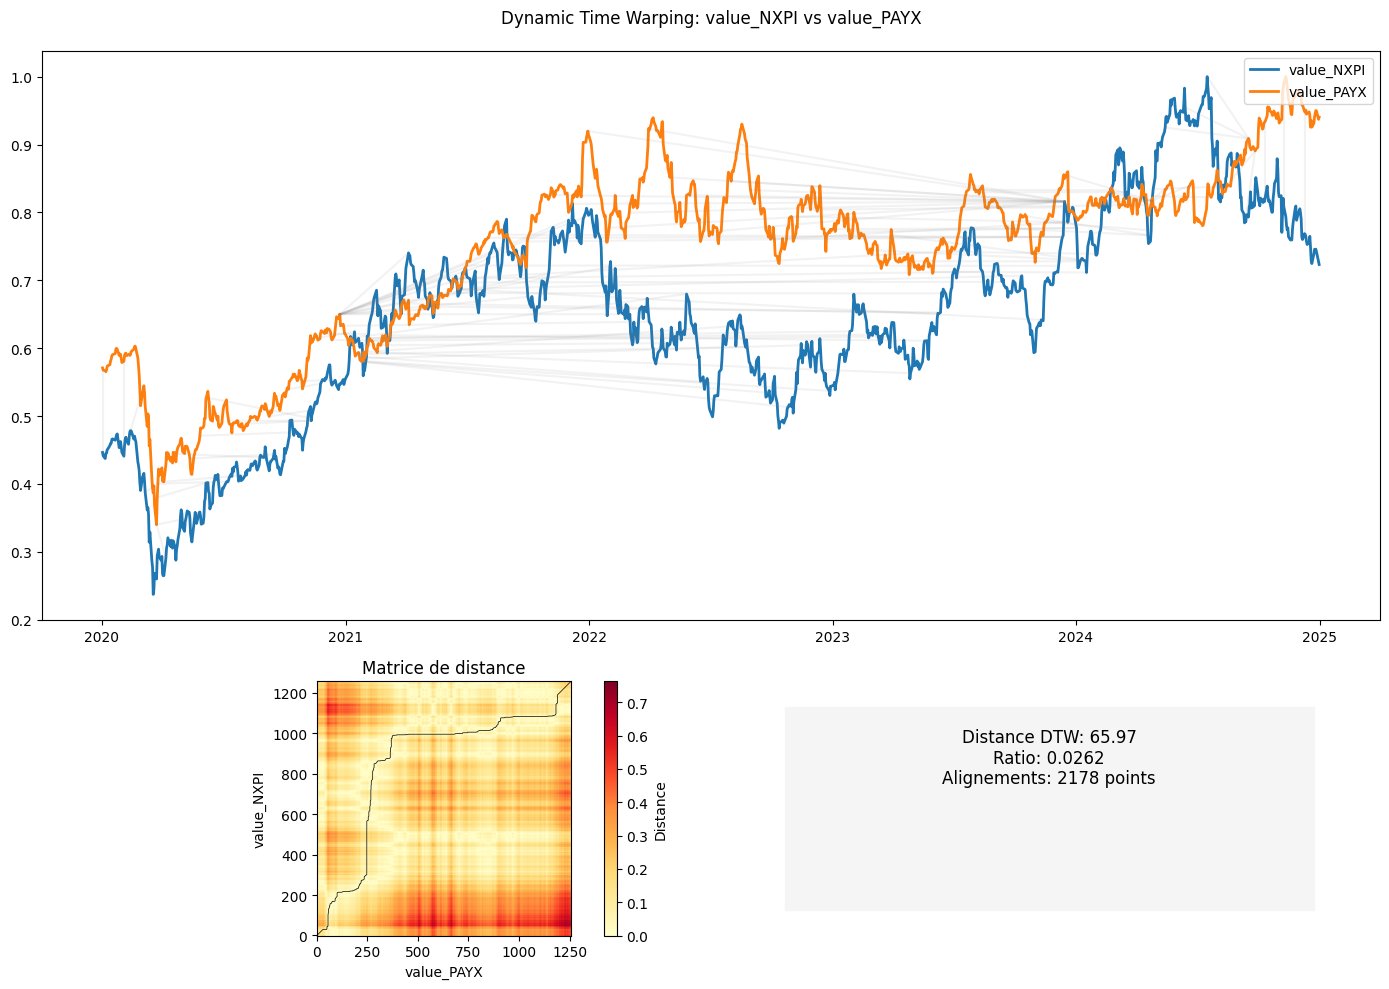 Dynamic Time Warping: value_NXPI vs value_PAYX
1.0
0.9
0.8
0.7
0.6
0.5
0.4
0.3
0.2
value_NXPI
value_PAYX
2020 2021 2022 2023 2024 2025
Matrice de distance
value_NXPI
1200
1000
800
600
400
200
0
0 250 500 750 1000 1250
value_PAYX
0.7
0.6
0.5
0.4
0.3
0.2
0.1
0.0
Distance
Distance DTW: 65.97
Ratio: 0.0262
Alignements: 2178 points